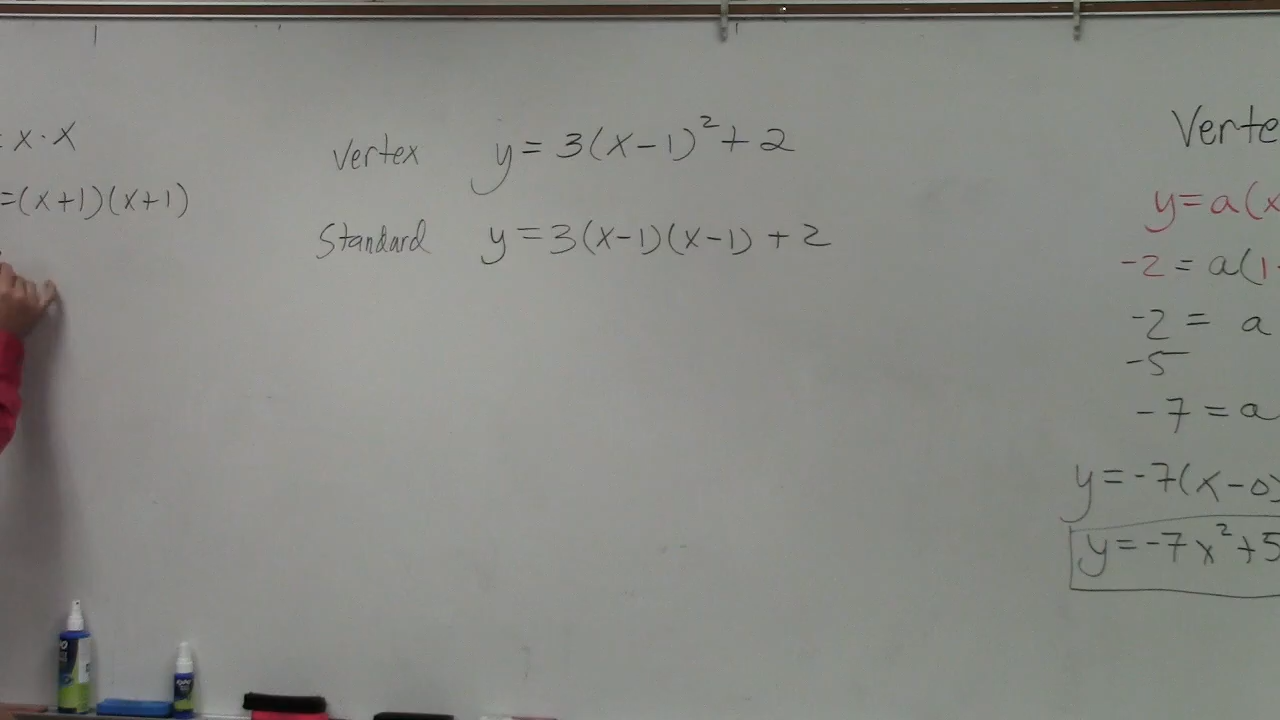 = x · x
=(x+1)(x+1)
Vertex y = 3(x-1)² + 2
Standard y = 3(x-1)(x-1) + 2
Verte
y=a(x
-2 = a(1-
-2 = a
-5
-7 = a
y=-7(x-0)
y=-7x²+5